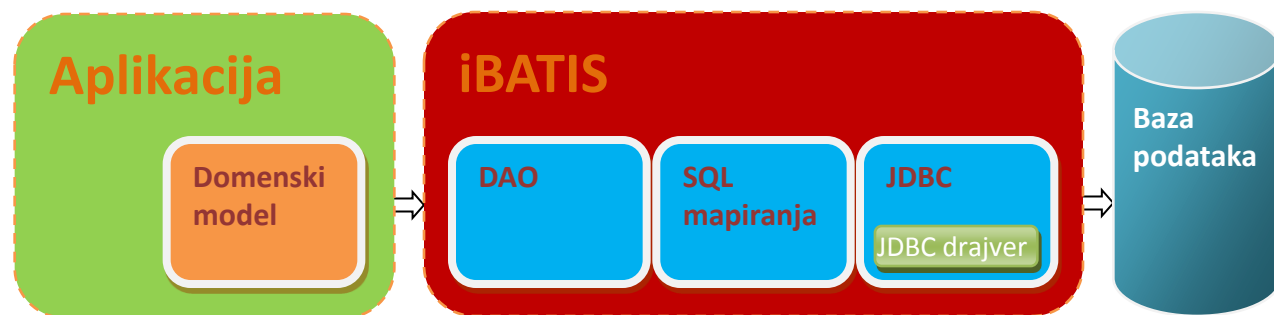 Aplikacija
Domenski
model
iBATIS
DAO
SQL
mapiranja
JDBC
JDBC drajver
Baza
podataka